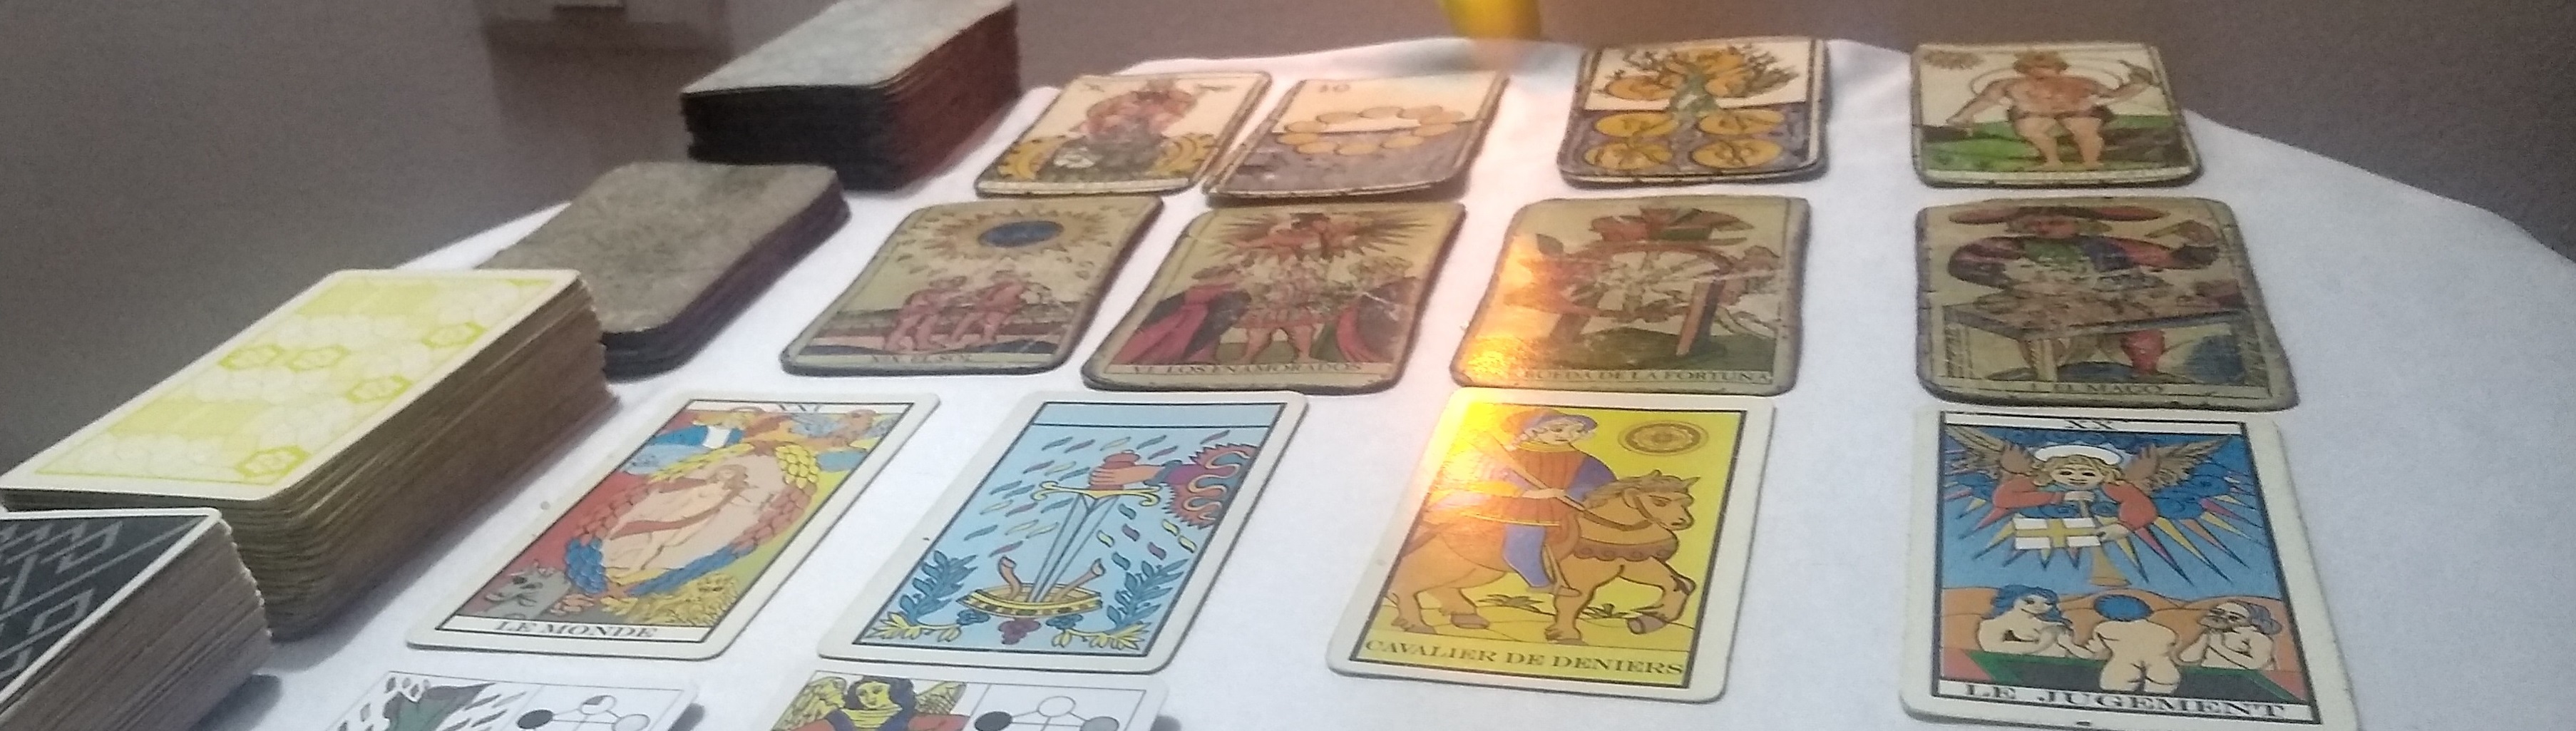 10
XIX EL SOL
VI. LOS ENAMORADOS
RUEDA DE LA FORTUNA
I. EL MAGO
XXI
LE MONDE
CAVALIER DE DENIERS
XX
LE JUGEMENT